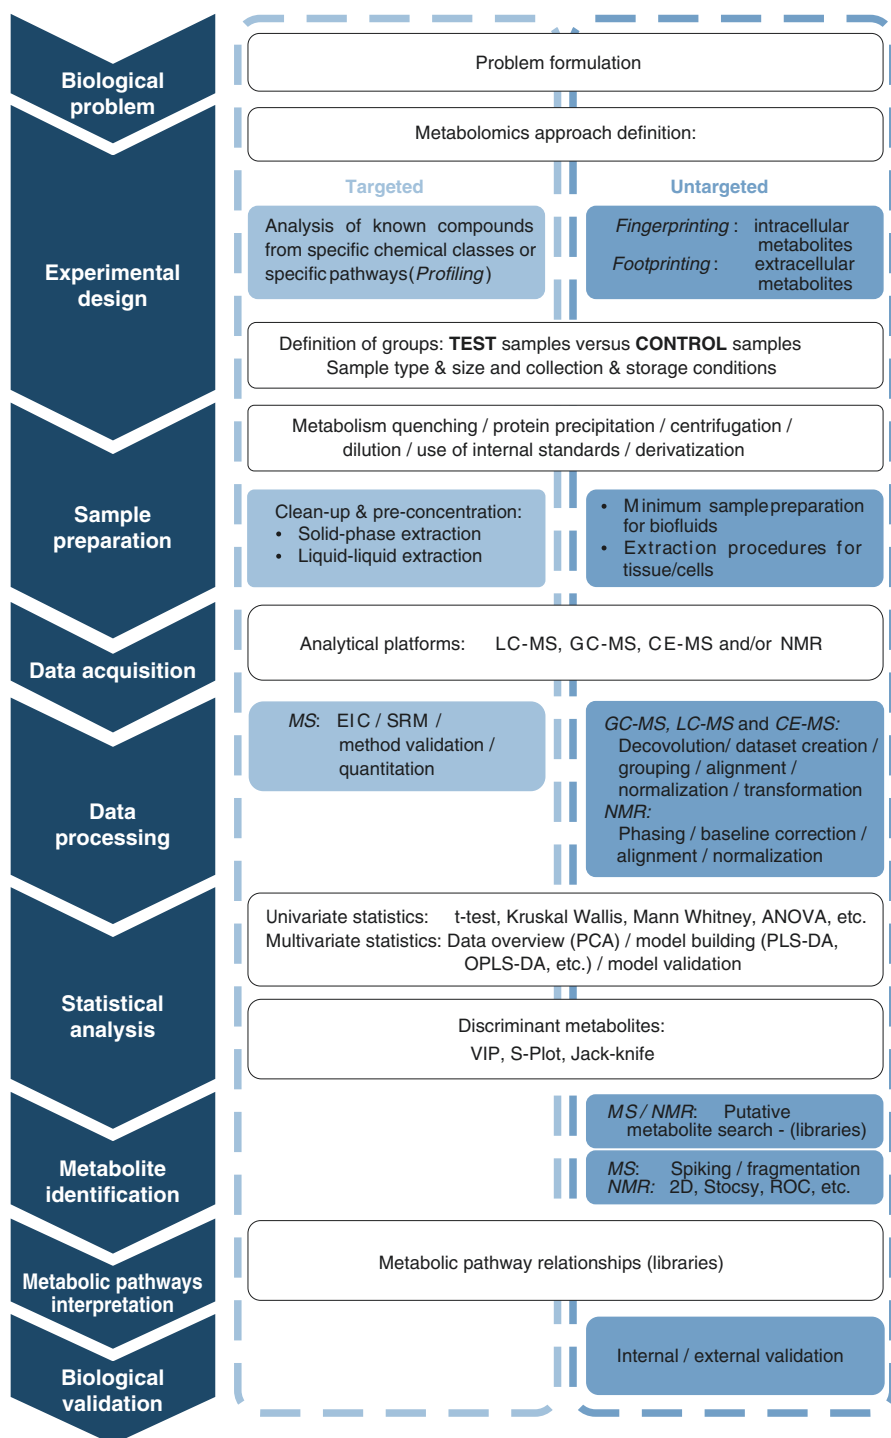 Biological
problem
Problem formulation
Metabolomics approach definition:
Experimental
design
Targeted
Untargeted
Analysis of known compounds
from specific chemical classes or
specific pathways (Profiling)
Fingerprinting: intracellular
metabolites
Footprinting: extracellular
metabolites
Definition of groups: TEST samples versus CONTROL samples
Sample type & size and collection & storage conditions
Sample
preparation
Metabolism quenching / protein precipitation / centrifugation /
dilution / use of internal standards / derivatization
Clean-up & pre-concentration:
• Solid-phase extraction
• Liquid-liquid extraction
• Minimum sample preparation
for biofluids
• Extraction procedures for
tissue/cells
Data acquisition
Analytical platforms: LC-MS, GC-MS, CE-MS and/or NMR
Data
processing
MS: EIC / SRM /
method validation /
quantitation
GC-MS, LC-MS and CE-MS:
Decovolution/ dataset creation /
grouping / alignment /
normalization / transformation
NMR:
Phasing / baseline correction /
alignment / normalization
Statistical
analysis
Univariate statistics: t-test, Kruskal Wallis, Mann Whitney, ANOVA, etc.
Multivariate statistics: Data overview (PCA) / model building (PLS-DA,
OPLS-DA, etc.) / model validation
Discriminant metabolites:
VIP, S-Plot, Jack-knife
Metabolite
identification
MS / NMR: Putative
metabolite search - (libraries)
MS: Spiking / fragmentation
NMR: 2D, Stocsy, ROC, etc.
Metabolic pathways
interpretation
Metabolic pathway relationships (libraries)
Biological
validation
Internal / external validation